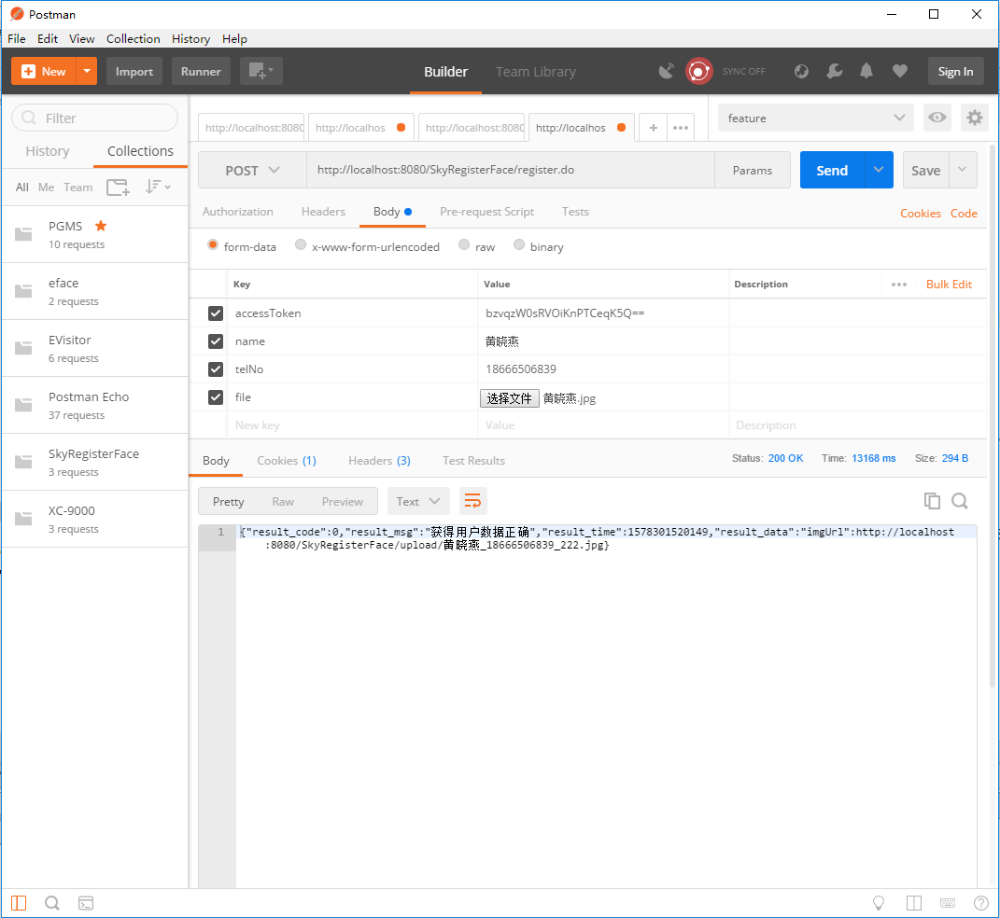 Postman
File Edit View Collection History Help
New Import Runner Builder Team Library SYNC OFF Sign In
Filter
History Collections
All Me Team
PGMS
10 requests
eface
2 requests
EVisitor
6 requests
Postman Echo
37 requests
SkyRegisterFace
3 requests
XC-9000
3 requests
http://localhost:8080 http://localhos http://localhost:8080 http://localhos + ••• feature
POST http://localhost:8080/SkyRegisterFace/register.do Params Send Save
Authorization Headers Body Pre-request Script Tests Cookies Code
form-data x-www-form-urlencoded raw binary
Key Value Description ••• Bulk Edit
accessToken bzvqzW0sRVOiKnPTCeqK5Q==
name 黄晓燕
telNo 18666506839
file 选择文件 黄晓燕.jpg
New key Value Description
Body Cookies (1) Headers (3) Test Results Status: 200 OK Time: 13168 ms Size: 294 B
Pretty Raw Preview Text
1 {"result_code":0,"result_msg":"获得用户数据正确","result_time":1578301520149,"result_data":"imgUrl":http://localhost
:8080/SkyRegisterFace/upload/黄晓燕_18666506839_222.jpg}